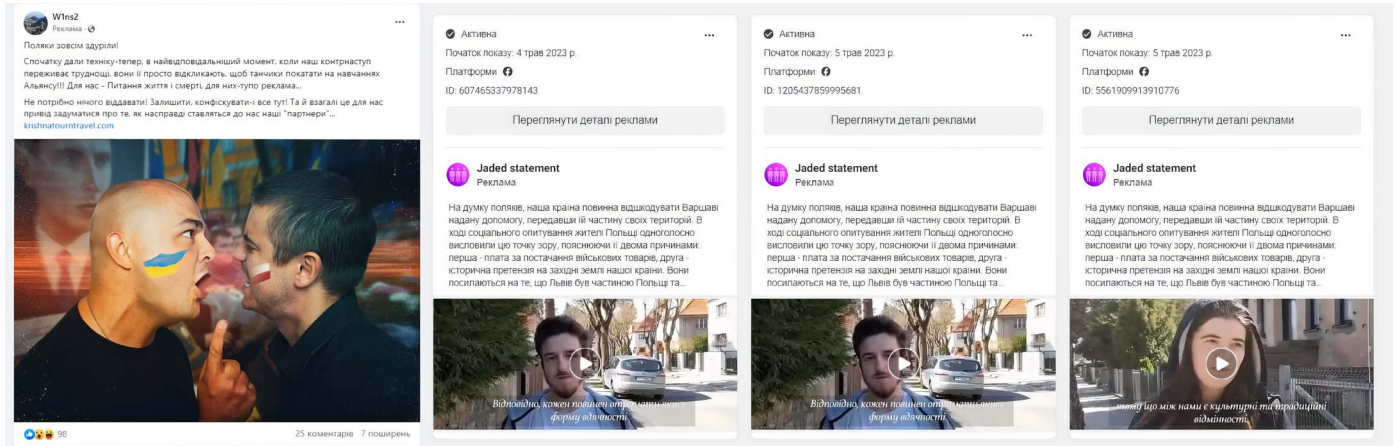 W1ns2
Реклама ·
Поляки зовсім здуріли!
Спочатку дали техніку-тепер, в найвідповідальніший момент, коли наш контрнаступ
переживає труднощі, вони її просто відкликають, щоб танчики покатати на навчаннях
Альянсу!!! Для нас - Питання життя і смерті, для них-тупо реклама...
Не потрібно нічого віддавати! Залишити, конфіскувати-і все тут! Та й взагалі це для нас
привід задуматися про те, як насправді ставляться до нас наші "партнери"...
krishnatourntravel.com
98
25 коментарів 7 поширень
Активна
Початок показу: 4 трав 2023 р.
Платформи
ID: 607465337978143
Переглянути деталі реклами
Jaded statement
Реклама
На думку поляків, наша країна повинна відшкодувати Варшаві
надану допомогу, передавши їй частину своїх територій. В
ході соціального опитування жителі Польщі одноголосно
висловили цю точку зору, пояснюючи її двома причинами:
перша - плата за постачання військових товарів, друга -
історична претензія на західні землі нашої країни. Вони
посилаються на те, що Львів був частиною Польщі та...
Відповідно, кожен повинен отримати
форму вдячності
Активна
Початок показу: 5 трав 2023 р.
Платформи
ID: 1205437859995681
Переглянути деталі реклами
Jaded statement
Реклама
На думку поляків, наша країна повинна відшкодувати Варшаві
надану допомогу, передавши їй частину своїх територій. В
ході соціального опитування жителі Польщі одноголосно
висловили цю точку зору, пояснюючи її двома причинами:
перша - плата за постачання військових товарів, друга -
історична претензія на західні землі нашої країни. Вони
посилаються на те, що Львів був частиною Польщі та...
Відповідно, кожен повинен отримати
форму вдячності
Активна
Початок показу: 5 трав 2023 р.
Платформи
ID: 5561909913910776
Переглянути деталі реклами
Jaded statement
Реклама
На думку поляків, наша країна повинна відшкодувати Варшаві
надану допомогу, передавши їй частину своїх територій. В
ході соціального опитування жителі Польщі одноголосно
висловили цю точку зору, пояснюючи її двома причинами:
перша - плата за постачання військових товарів, друга -
історична претензія на західні землі нашої країни. Вони
посилаються на те, що Львів був частиною Польщі та...
тому що між нами є культурні та традиційні
відмінності.